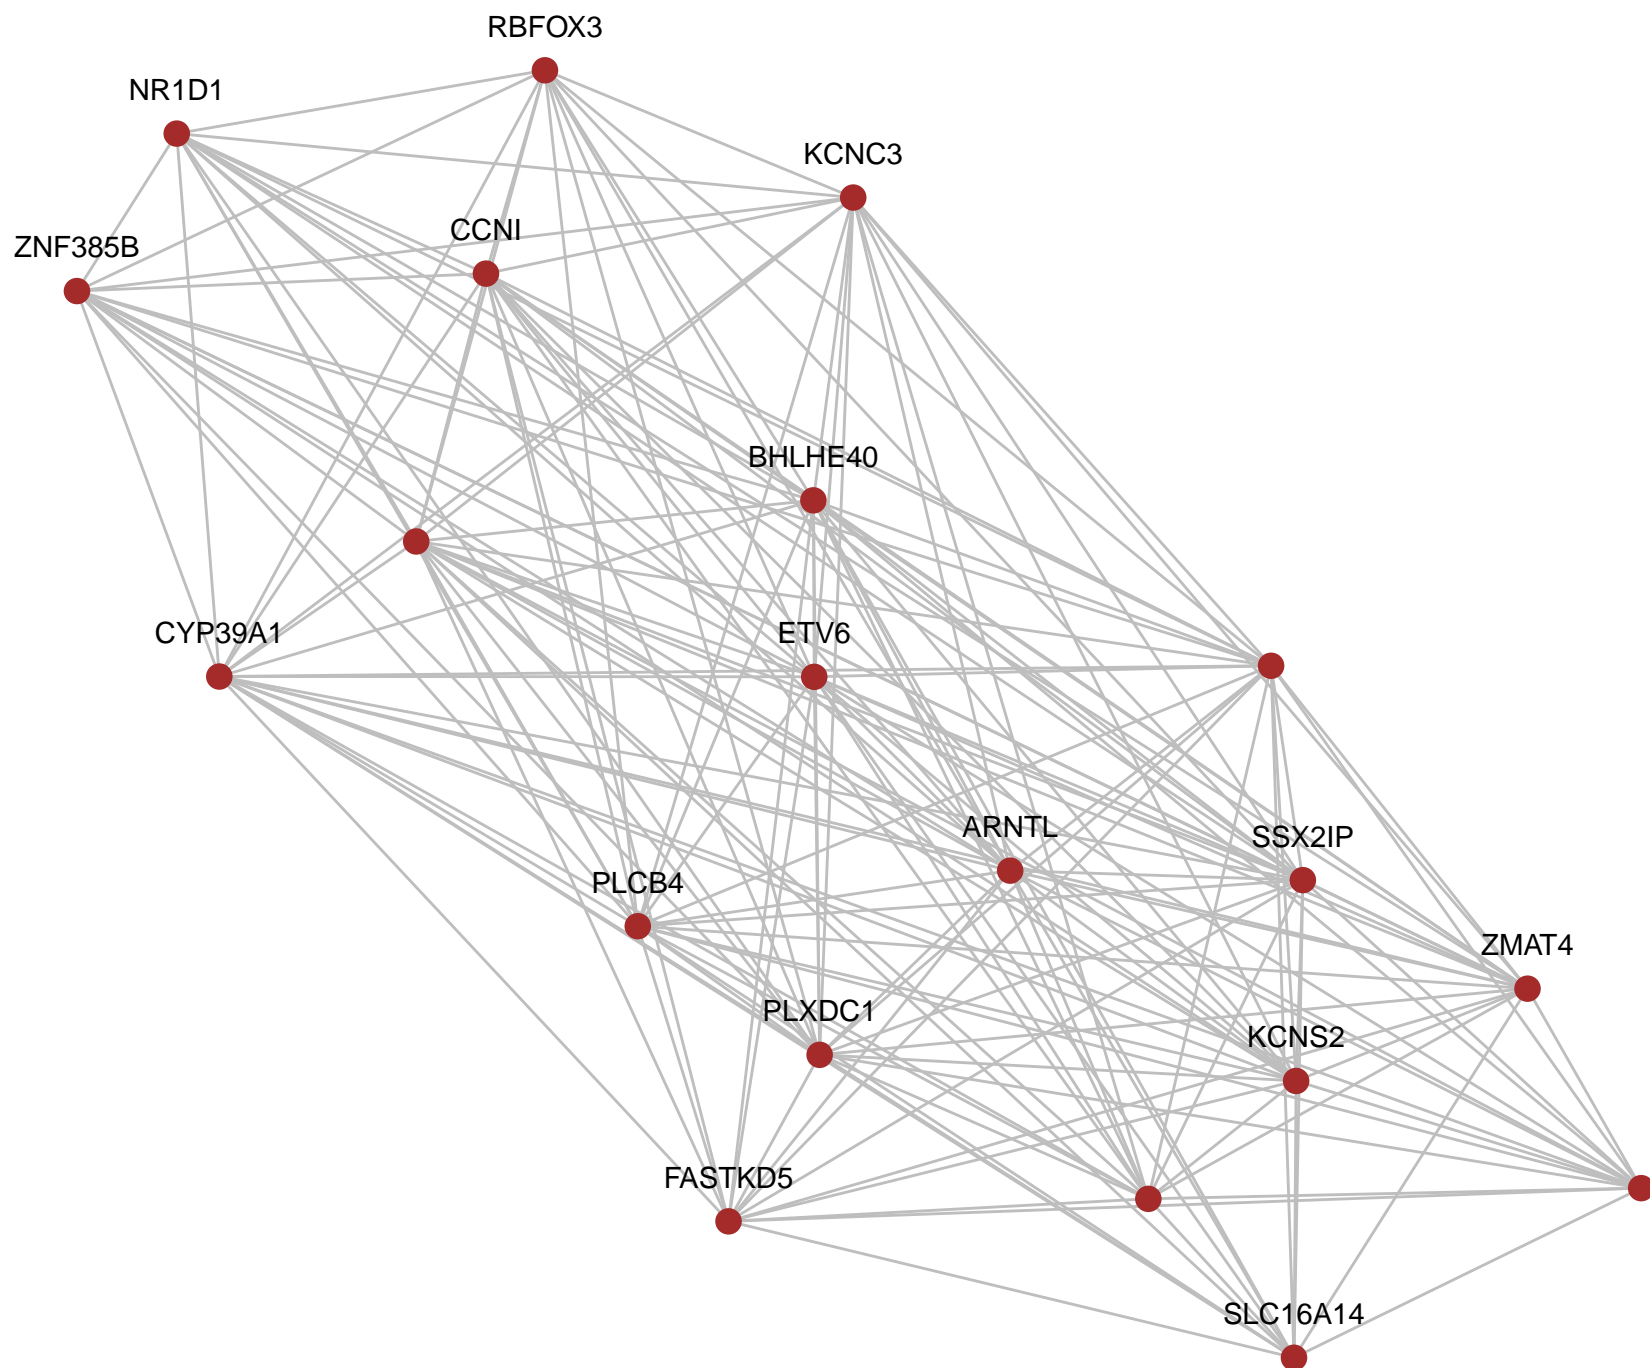 RBFOX3
NR1D1
KCNC3
CCNI
ZNF385B
BHLHE40
CYP39A1
ETV6
ARNTL
SSX2IP
PLCB4
ZMAT4
PLXDC1
KCNS2
FASTKD5
SLC16A14